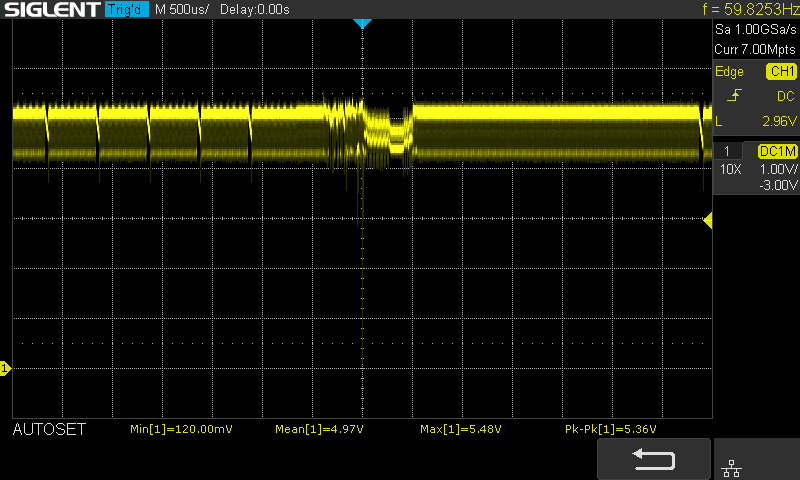 SIGLENT Trig'd M 500us/ Delay:0.00s f = 59.8253Hz
Sa 1.00GSa/s
Curr 7.00Mpts
Edge CH1
DC
L 2.96V
1 DC1M
10X 1.00V/
-3.00V
1
AUTOSET Min[1]=120.00mV Mean[1]=4.97V Max[1]=5.48V Pk-Pk[1]=5.36V